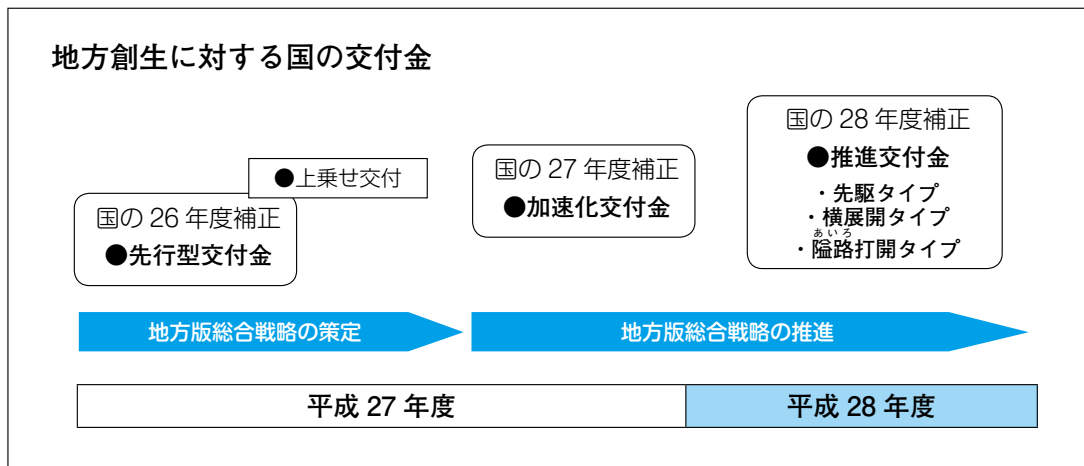 地方創生に対する国の交付金
国の 26 年度補正
●先行型交付金
●上乗せ交付
国の 27 年度補正
●加速化交付金
国の 28 年度補正
●推進交付金
・先駆タイプ
・横展開タイプ
あいろ
・隘路打開タイプ
地方版総合戦略の策定
地方版総合戦略の推進
平成 27 年度
平成 28 年度